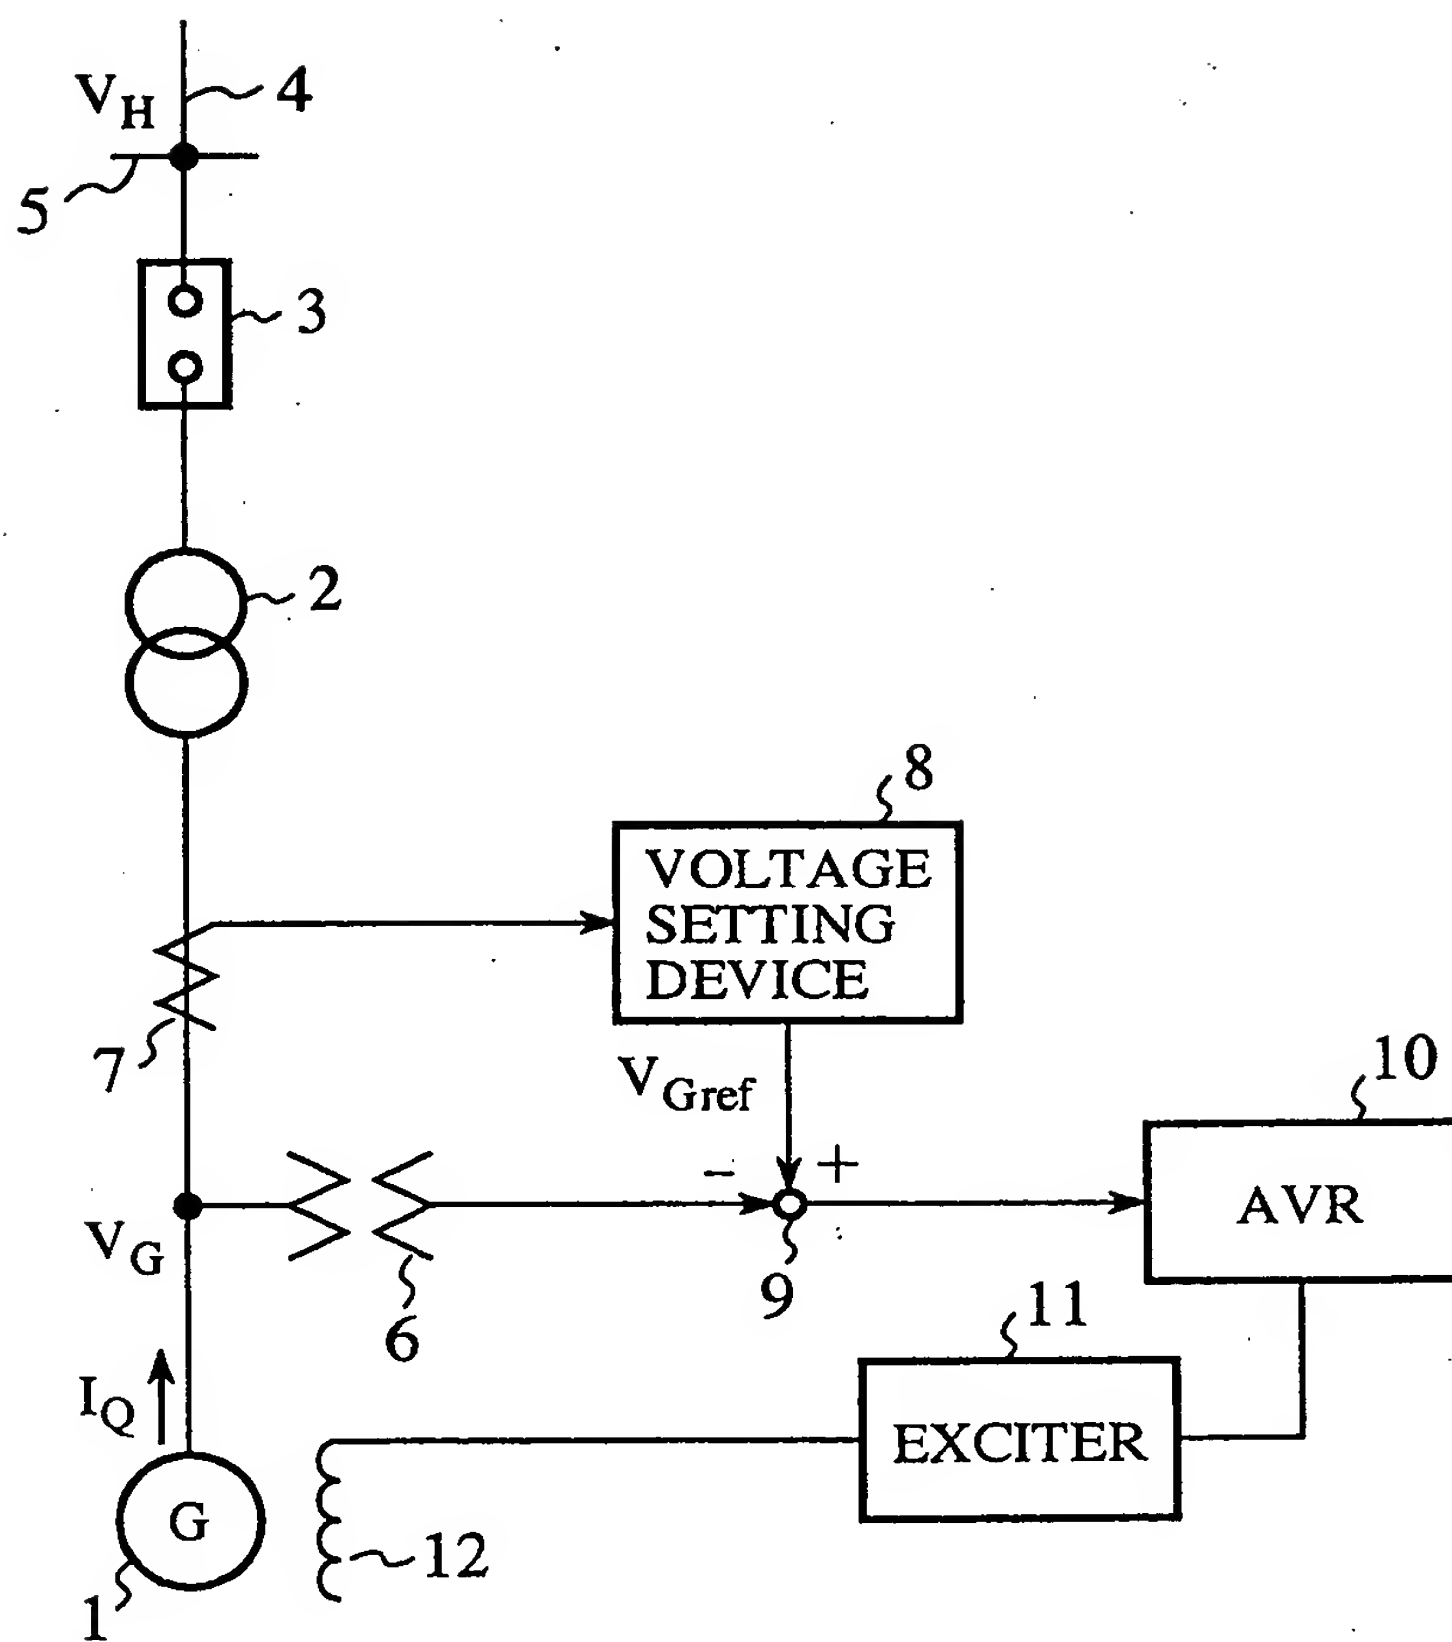 V_H
4
5
3
2
8
VOLTAGE
SETTING
DEVICE
7
V_Gref
10
- +
AVR
V_G
9
6
11
I_Q
EXCITER
G
12
1